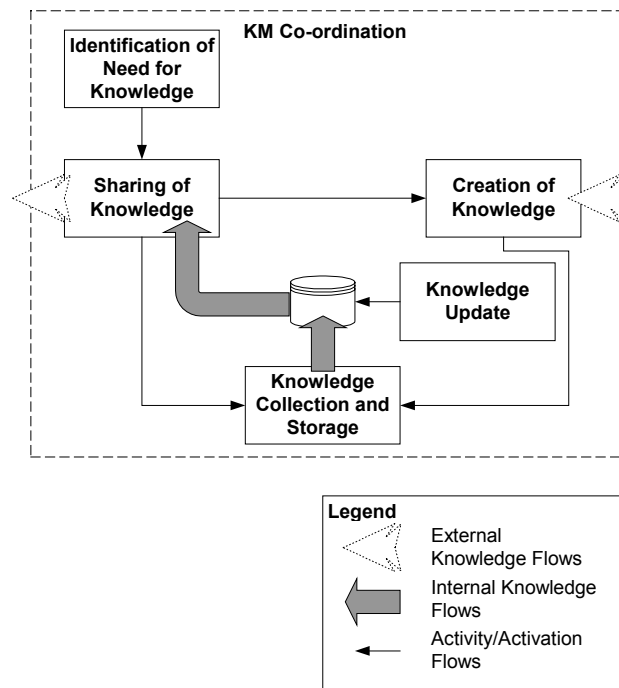 KM Co-ordination
Identification of
Need for
Knowledge
Sharing of
Knowledge
Creation of
Knowledge
Knowledge
Update
Knowledge
Collection and
Storage
Legend
External
Knowledge Flows
Internal Knowledge
Flows
Activity/Activation
Flows